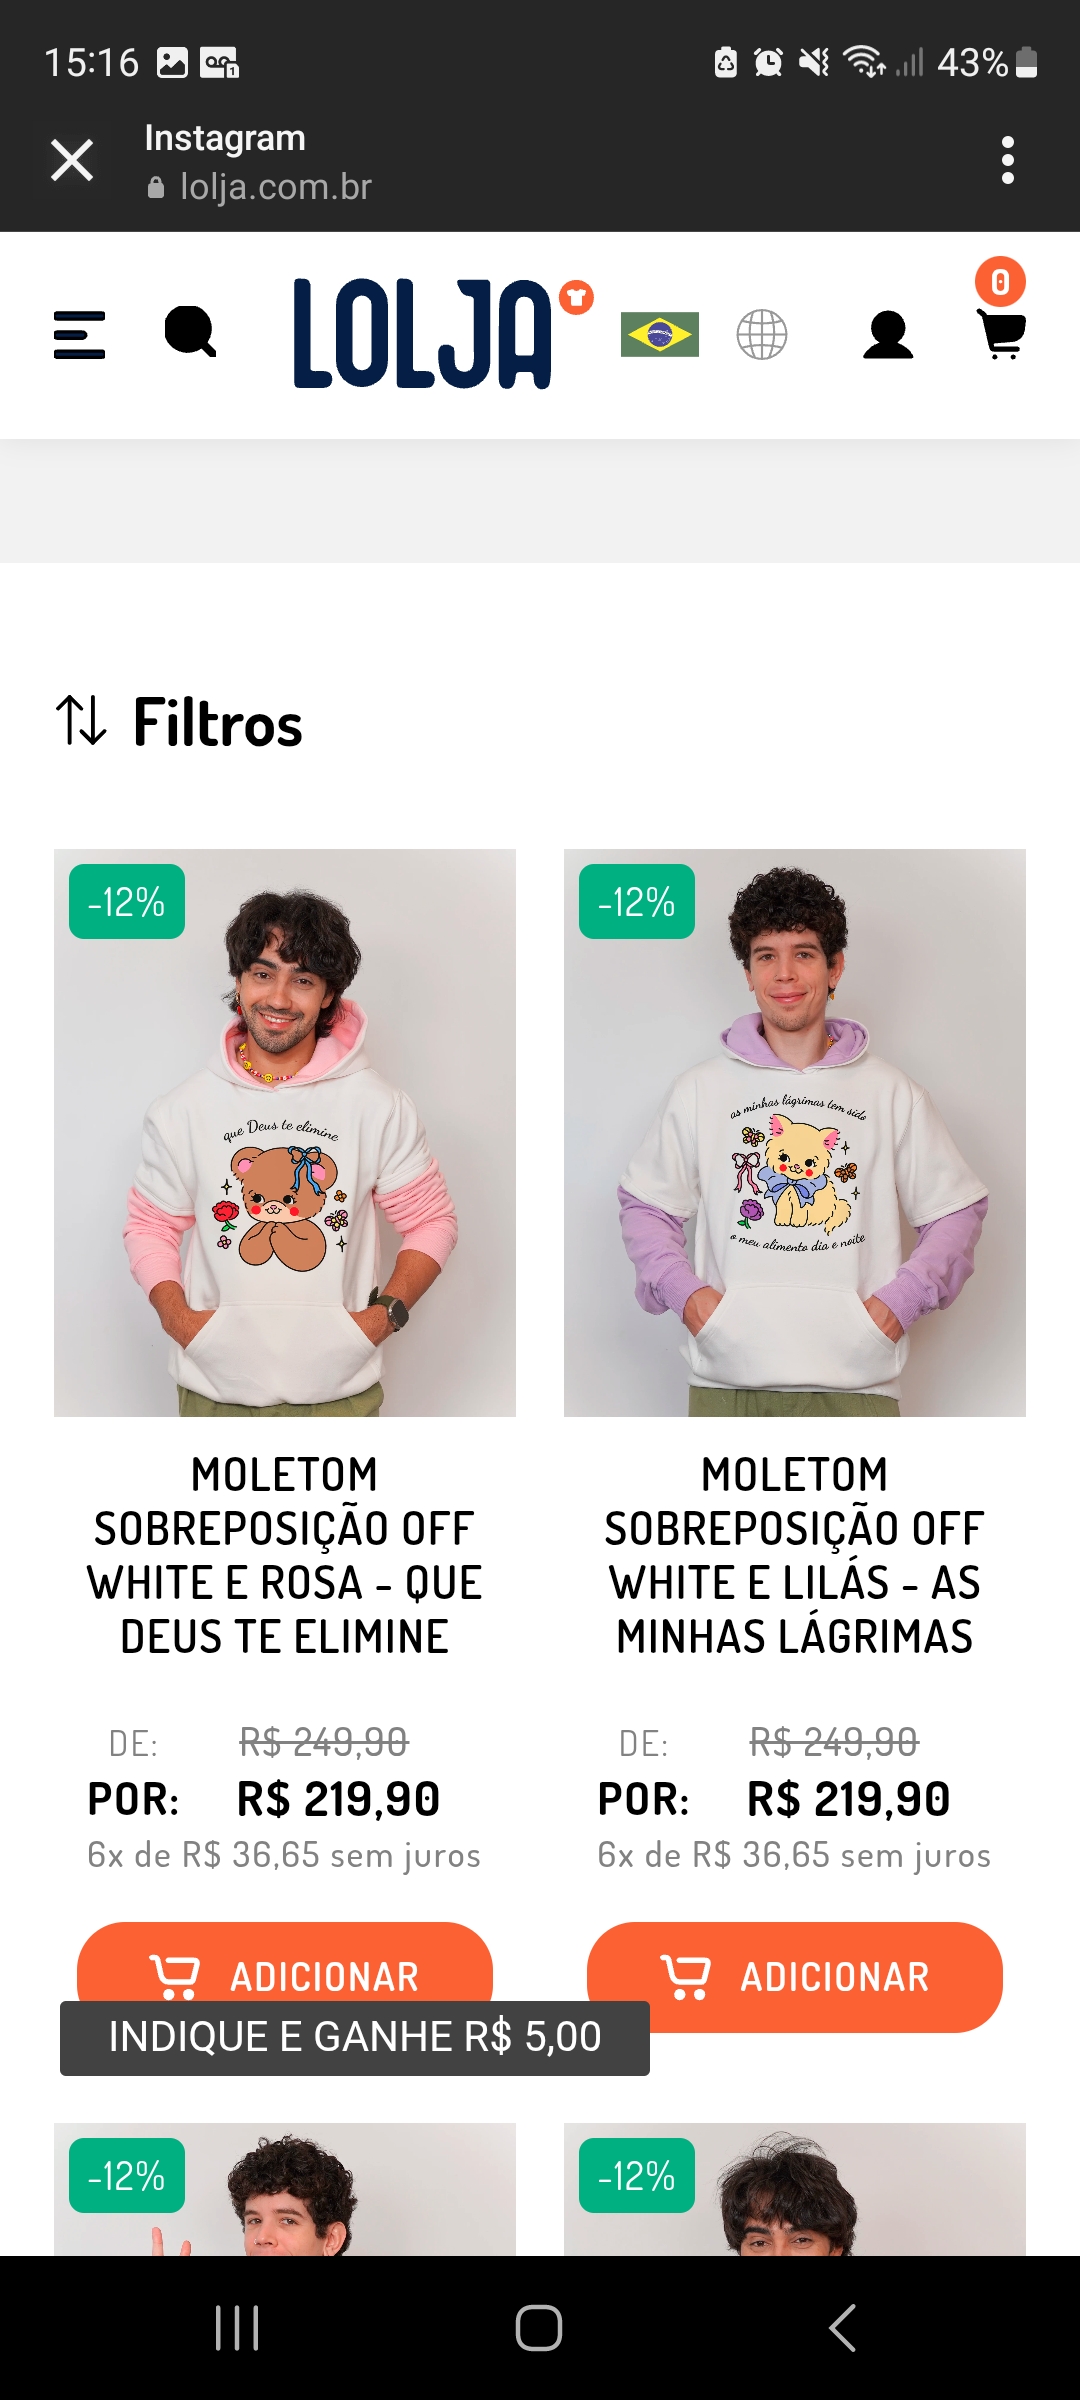 15:16
43%
Instagram
lolja.com.br
LOLJA
0
Filtros
-12%
-12%
que Deus te elimine
as minhas lágrimas tem sido
o meu alimento dia e noite
MOLETOM
SOBREPOSIÇÃO OFF
WHITE E ROSA - QUE
DEUS TE ELIMINE
MOLETOM
SOBREPOSIÇÃO OFF
WHITE E LILÁS - AS
MINHAS LÁGRIMAS
DE: R$ 249,90
POR: R$ 219,90
6x de R$ 36,65 sem juros
DE: R$ 249,90
POR: R$ 219,90
6x de R$ 36,65 sem juros
ADICIONAR
ADICIONAR
INDIQUE E GANHE R$ 5,00
-12%
-12%